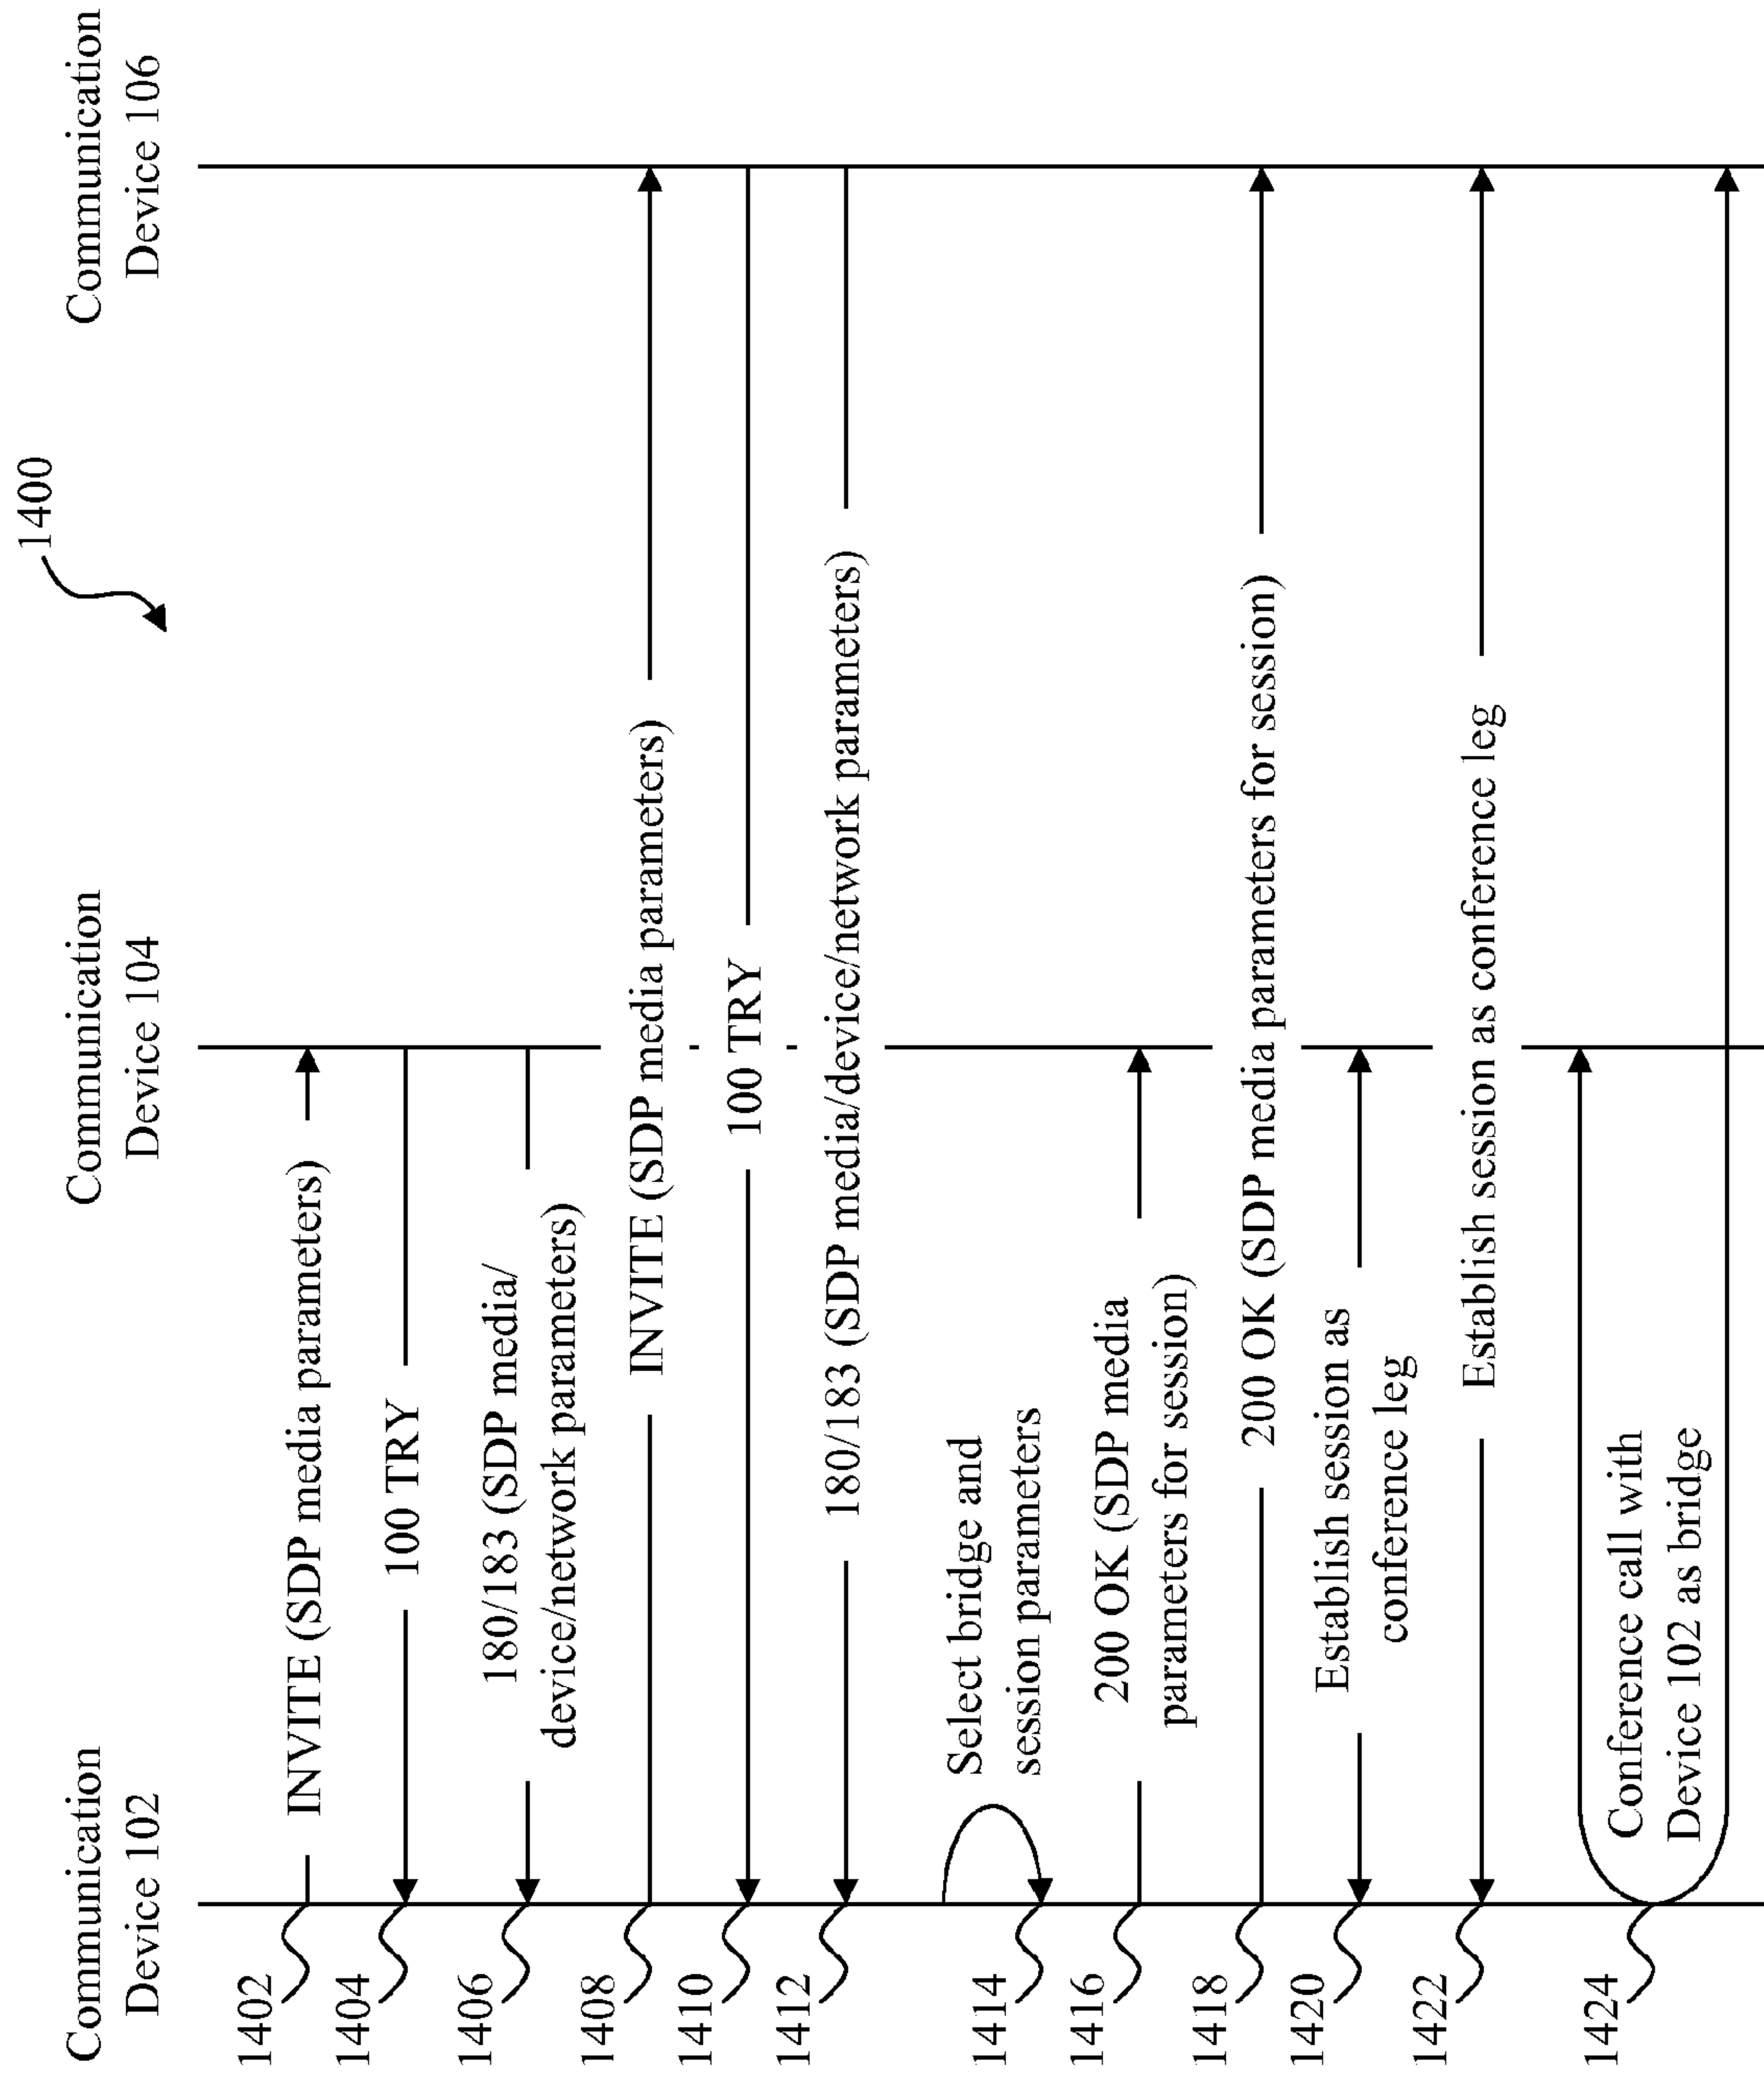 1400
Communication
Device 102
Communication
Device 104
Communication
Device 106
1402
INVITE (SDP media parameters)
1404
100 TRY
1406
180/183 (SDP media/
device/network parameters)
1408
INVITE (SDP media parameters)
1410
100 TRY
1412
180/183 (SDP media/device/network parameters)
1414
Select bridge and
session parameters
1416
200 OK (SDP media
parameters for session)
1418
200 OK (SDP media parameters for session)
1420
Establish session as
conference leg
1422
Establish session as conference leg
1424
Conference call with
Device 102 as bridge